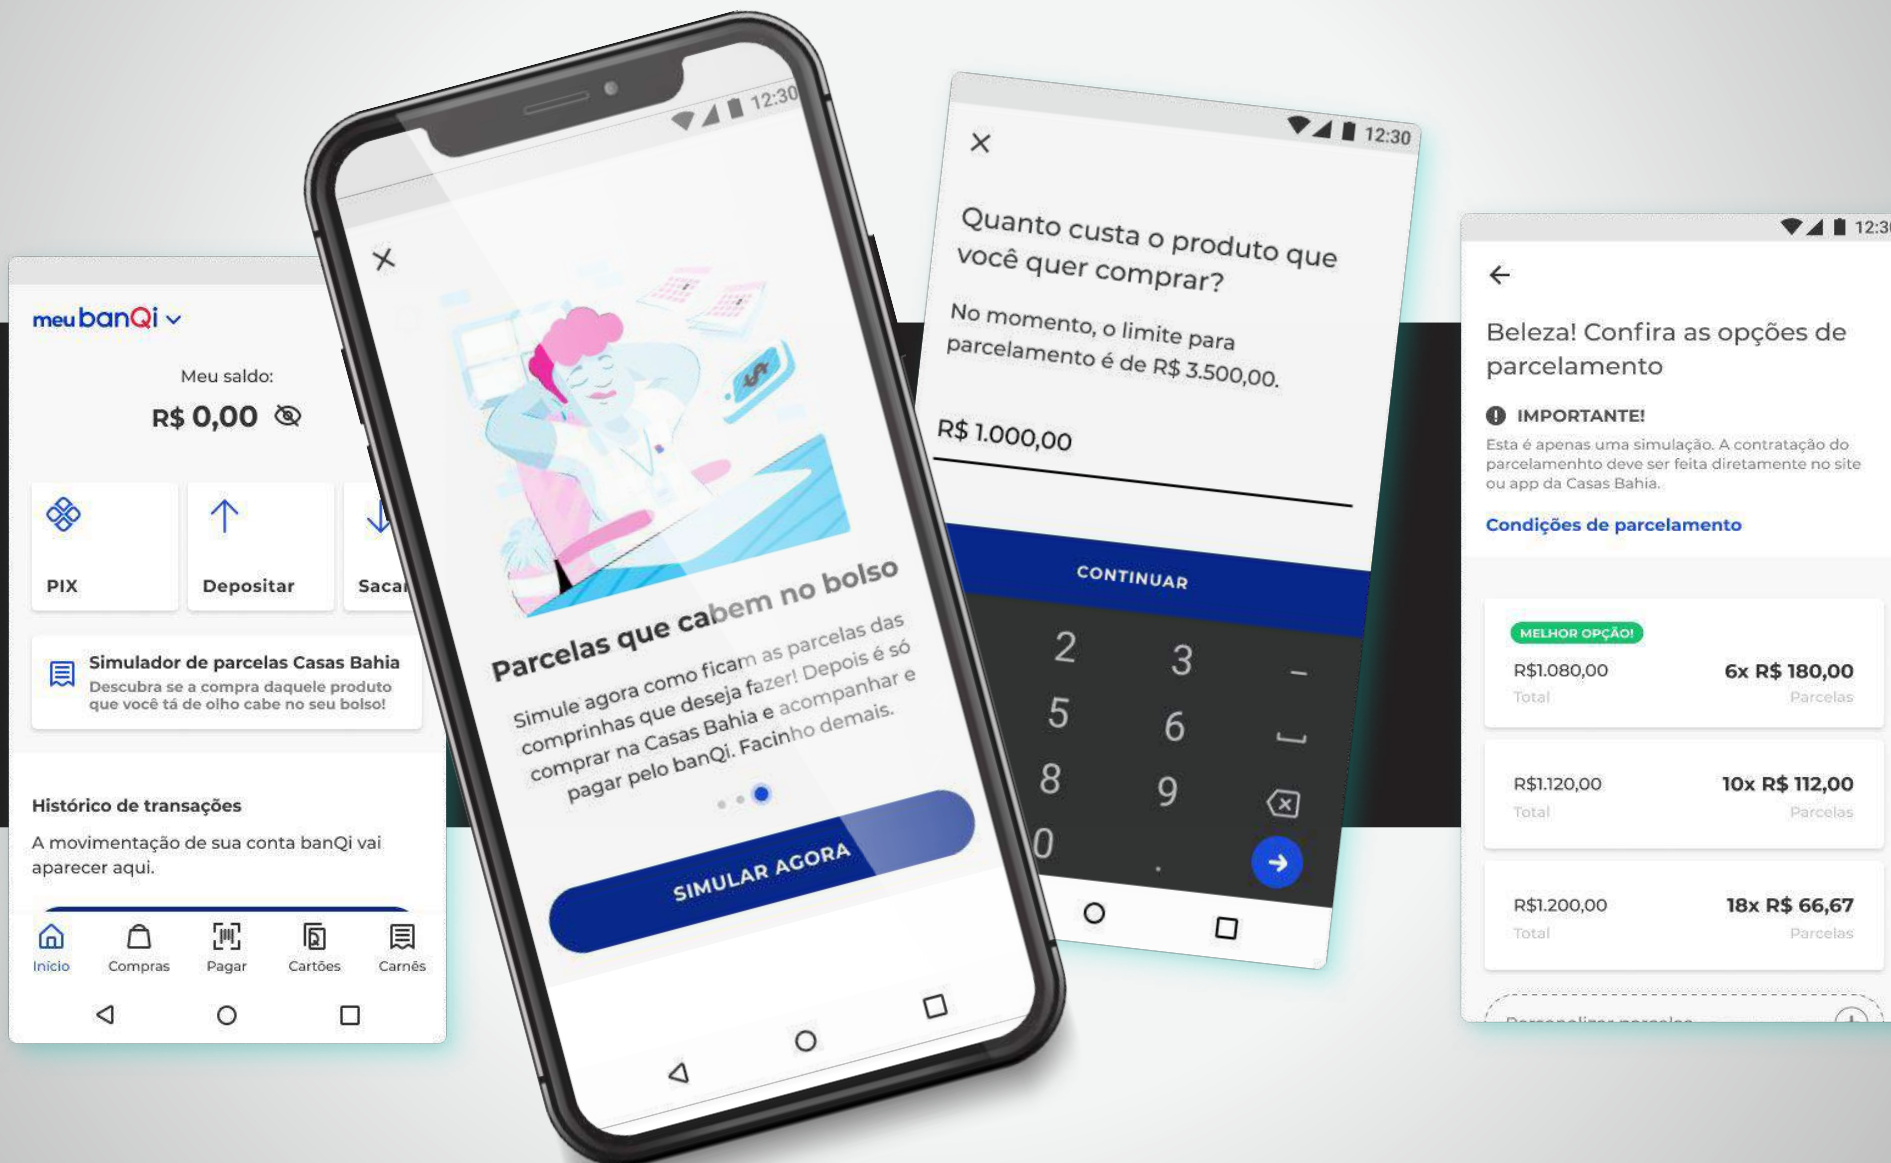 meu banQi
Meu saldo:
R$ 0,00
PIX
Depositar
Simulador de parcelas Casas Bahia
Descubra se a compra daquele produto
que você tá de olho cabe no seu bolso!
Histórico de transações
A movimentação de sua conta banQi vai
aparecer aqui.
Início
Compras
Pagar
Cartões
Carnês
12:30
Parcelas que cabem no bolso
Simule agora como ficam as parcelas das
comprinhas que deseja fazer! Depois é só
comprar na Casas Bahia e acompanhar e
pagar pelo banQi. Facinho demais.
SIMULAR AGORA
12:30
Quanto custa o produto que
você quer comprar?
No momento, o limite para
parcelamento é de R$ 3.500,00.
R$ 1.000,00
CONTINUAR
2 3 –
5 6
8 9
0 .
12:30
Beleza! Confira as opções de
parcelamento
IMPORTANTE!
Esta é apenas uma simulação. A contratação do
parcelamenhto deve ser feita diretamente no site
ou app da Casas Bahia.
Condições de parcelamento
MELHOR OPÇÃO!
R$1.080,00 6x R$ 180,00
Total Parcelas
R$1.120,00 10x R$ 112,00
Total Parcelas
R$1.200,00 18x R$ 66,67
Total Parcelas